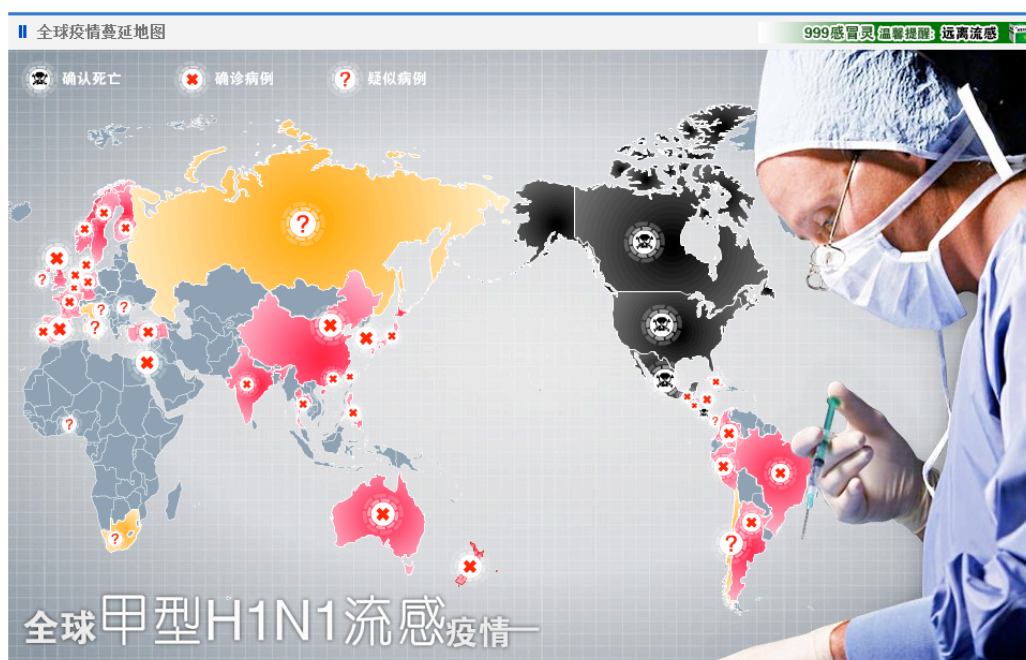 全球疫情蔓延地图
999感冒灵 温馨提醒: 远离流感
确认死亡 确诊病例 疑似病例
全球甲型H1N1流感疫情